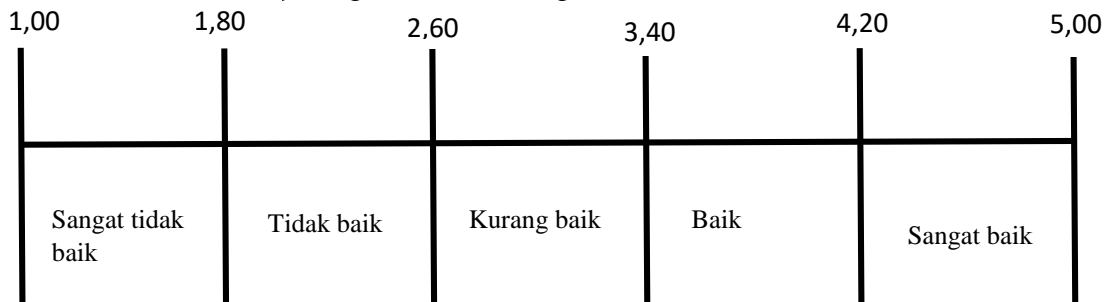 1,00 1,80 2,60 3,40 4,20 5,00
Sangat tidak baik
Tidak baik
Kurang baik
Baik
Sangat baik